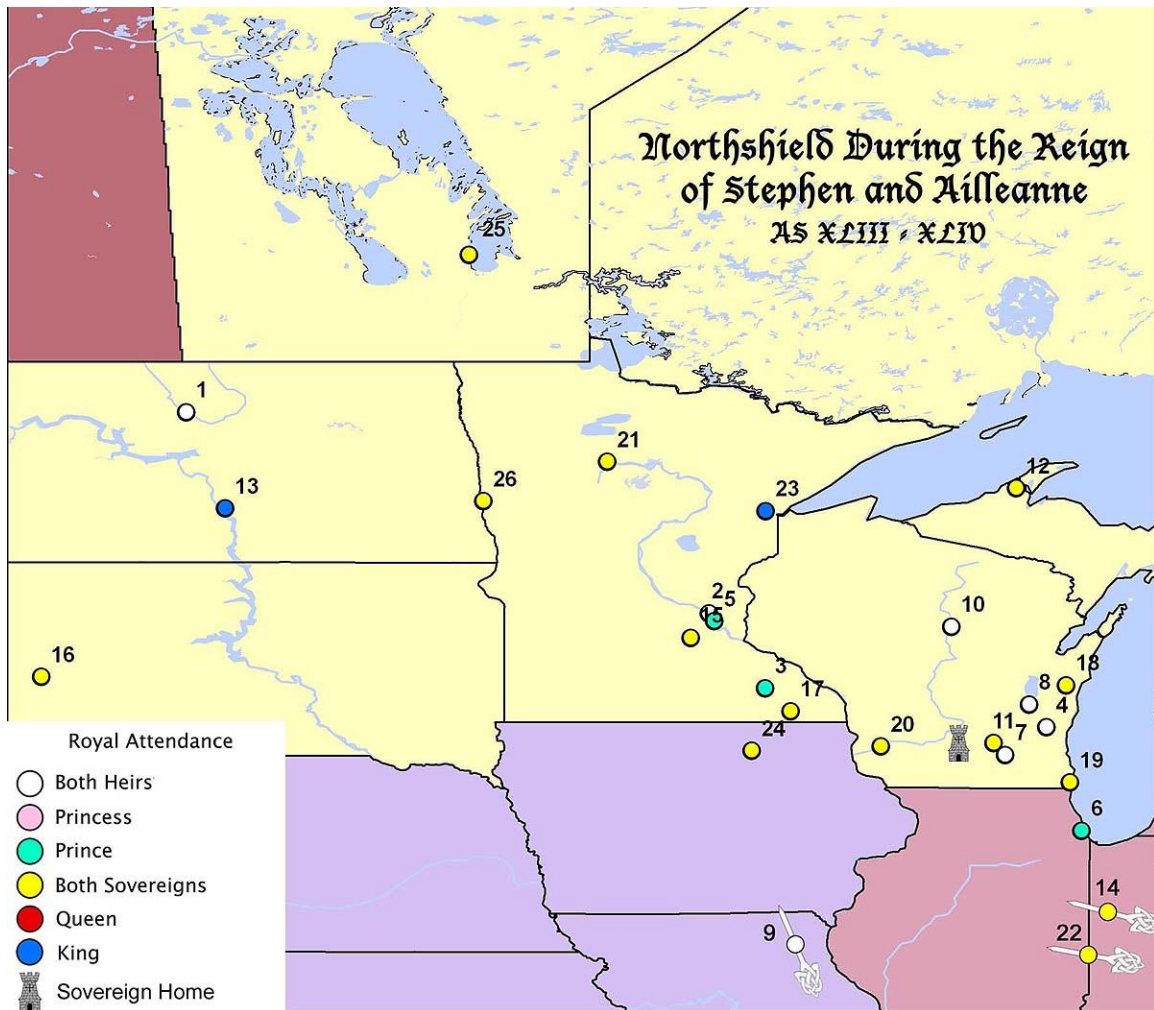 Northshield During the Reign
of Stephen and Ailleanne
AS XLIII - XLIV
25
1
21
12
13
26
23
2
5
15
10
16
3
18
8
17
4
24
20
11
7
19
6
14
9
22
Royal Attendance
Both Heirs
Princess
Prince
Both Sovereigns
Queen
King
Sovereign Home